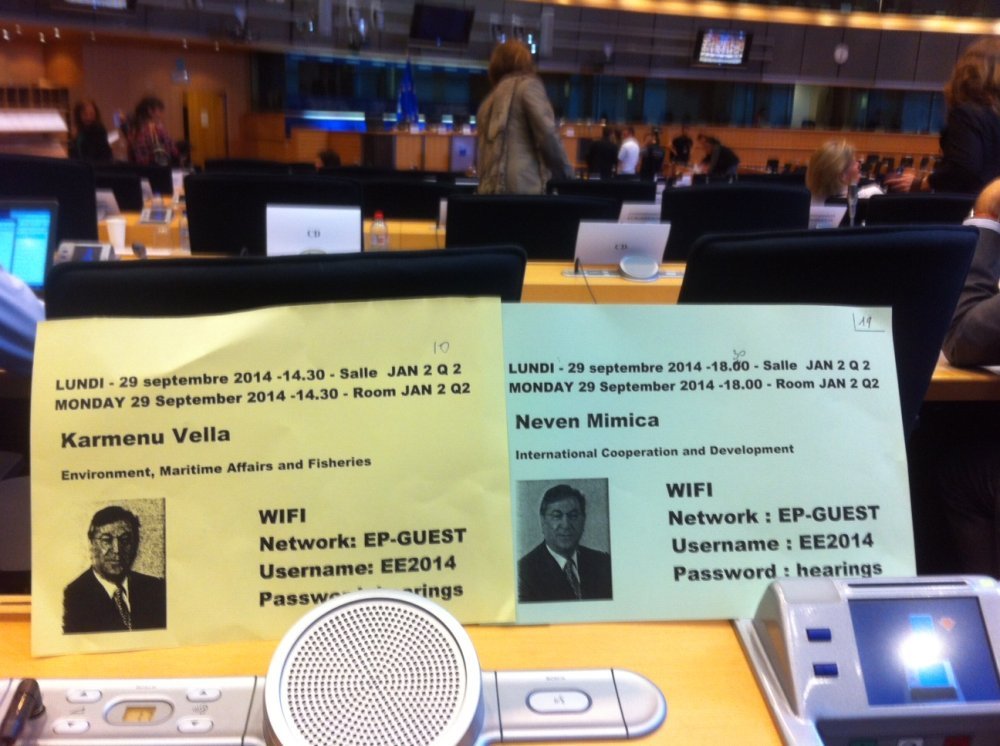 10
LUNDI - 29 septembre 2014 -14.30 - Salle JAN 2 Q 2
MONDAY 29 September 2014 -14.30 - Room JAN 2 Q2
Karmenu Vella
Environment, Maritime Affairs and Fisheries
WIFI
Network: EP-GUEST
Username: EE2014
19
30
LUNDI - 29 septembre 2014 -18.00 - Salle JAN 2 Q 2
MONDAY 29 September 2014 -18.00 - Room JAN 2 Q2
Neven Mimica
International Cooperation and Development
WIFI
Network : EP-GUEST
Username : EE2014
Password : hearings